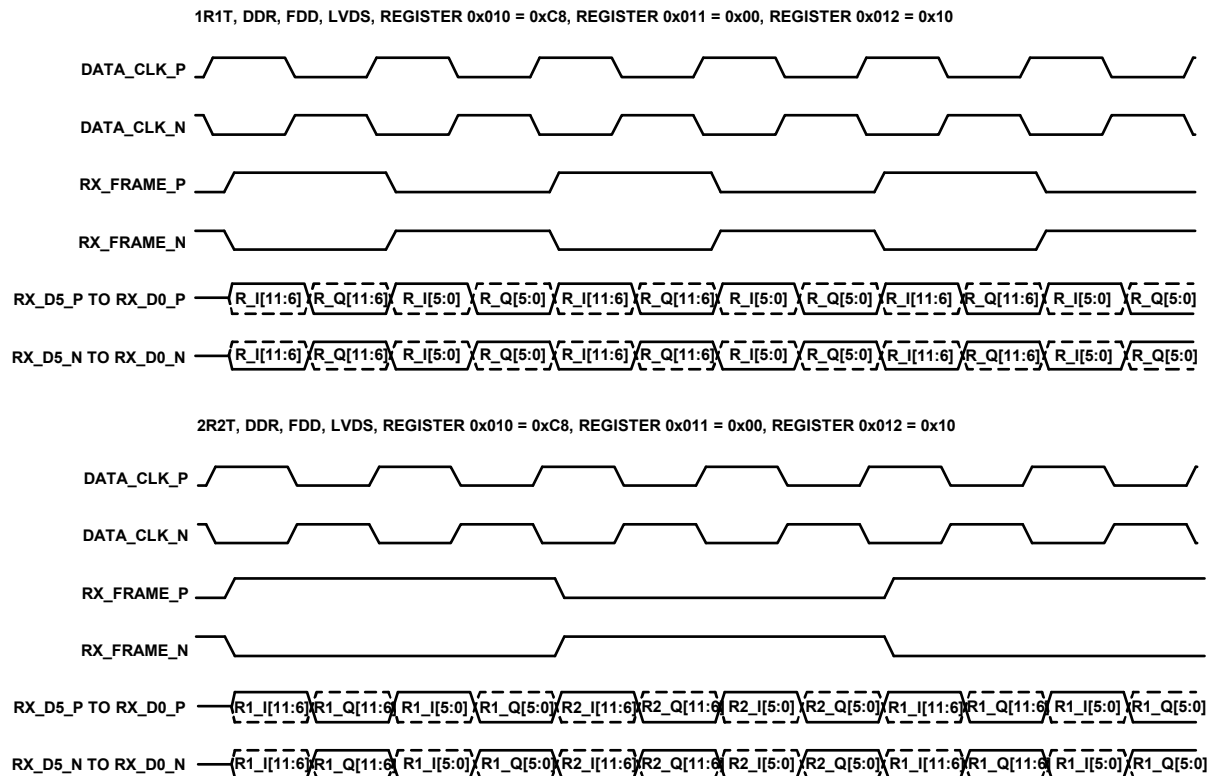 1R1T, DDR, FDD, LVDS, REGISTER 0x010 = 0xC8, REGISTER 0x011 = 0x00, REGISTER 0x012 = 0x10
DATA_CLK_P
DATA_CLK_N
RX_FRAME_P
RX_FRAME_N
RX_D5_P TO RX_D0_P R_I[11:6] R_Q[11:6] R_I[5:0] R_Q[5:0] R_I[11:6] R_Q[11:6] R_I[5:0] R_Q[5:0] R_I[11:6] R_Q[11:6] R_I[5:0] R_Q[5:0]
RX_D5_N TO RX_D0_N R_I[11:6] R_Q[11:6] R_I[5:0] R_Q[5:0] R_I[11:6] R_Q[11:6] R_I[5:0] R_Q[5:0] R_I[11:6] R_Q[11:6] R_I[5:0] R_Q[5:0]
2R2T, DDR, FDD, LVDS, REGISTER 0x010 = 0xC8, REGISTER 0x011 = 0x00, REGISTER 0x012 = 0x10
DATA_CLK_P
DATA_CLK_N
RX_FRAME_P
RX_FRAME_N
RX_D5_P TO RX_D0_P R1_I[11:6] R1_Q[11:6] R1_I[5:0] R1_Q[5:0] R2_I[11:6] R2_Q[11:6] R2_I[5:0] R2_Q[5:0] R1_I[11:6] R1_Q[11:6] R1_I[5:0] R1_Q[5:0]
RX_D5_N TO RX_D0_N R1_I[11:6] R1_Q[11:6] R1_I[5:0] R1_Q[5:0] R2_I[11:6] R2_Q[11:6] R2_I[5:0] R2_Q[5:0] R1_I[11:6] R1_Q[11:6] R1_I[5:0] R1_Q[5:0]